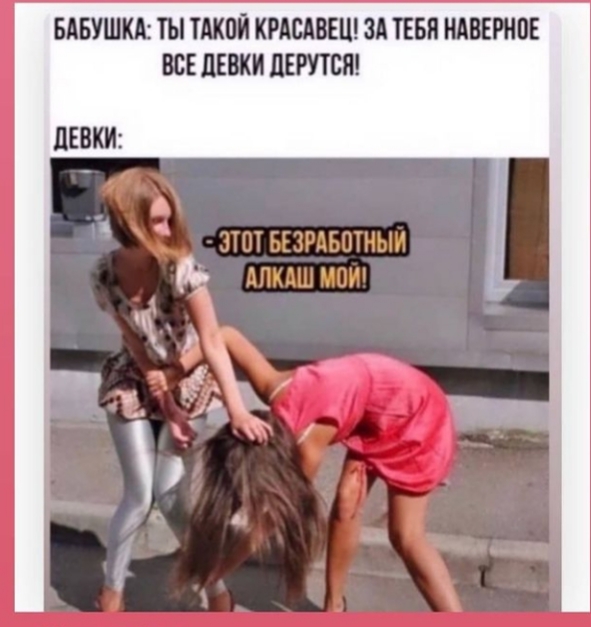 БАБУШКА: ТЫ ТАКОЙ КРАСАВЕЦ! ЗА ТЕБЯ НАВЕРНОЕ
ВСЕ ДЕВКИ ДЕРУТСЯ!
ДЕВКИ:
- ЭТОТ БЕЗРАБОТНЫЙ
АЛКАШ МОЙ!